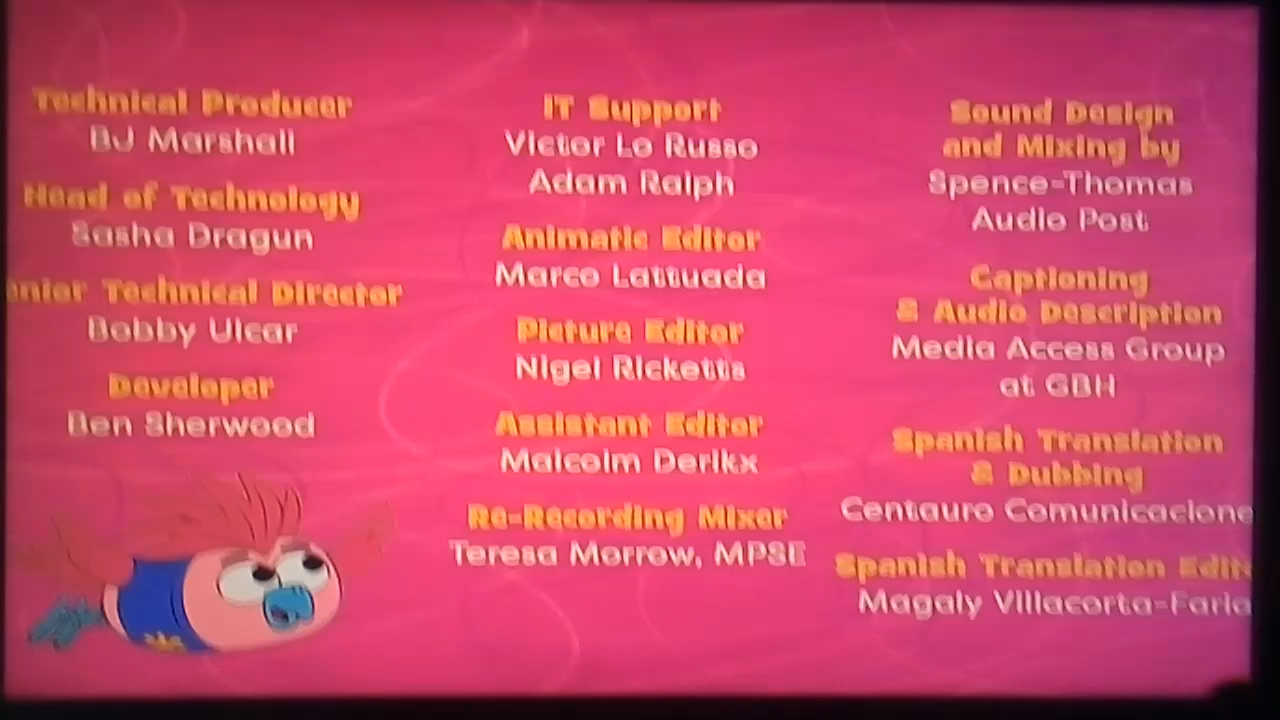 Technical Producer
BJ Marshall
Head of Technology
Sasha Dragun
Technical Director
Bobby Ulcar
Developer
Ben Sherwood
IT Support
Victor Lo Russo
Adam Ralph
Animatic Editor
Marco Lattuada
Picture Editor
Nigel Ricketts
Assistant Editor
Malcolm Derikx
Re-Recording Mixer
Teresa Morrow, MPSE
Sound Design
and Mixing by
Spence-Thomas
Audio Post
Captioning
& Audio Description
Media Access Group
at GBH
Spanish Translation
& Dubbing
Centauro Comunicacione
Spanish Translation
Magaly Villacorta-Faria